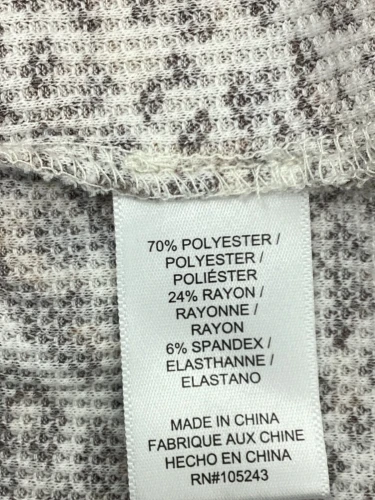 70% POLYESTER /
POLYESTER /
POLIÉSTER
24% RAYON /
RAYONNE /
RAYON
6% SPANDEX /
ELASTHANNE /
ELASTANO
MADE IN CHINA
FABRIQUE AUX CHINE
HECHO EN CHINA
RN#105243